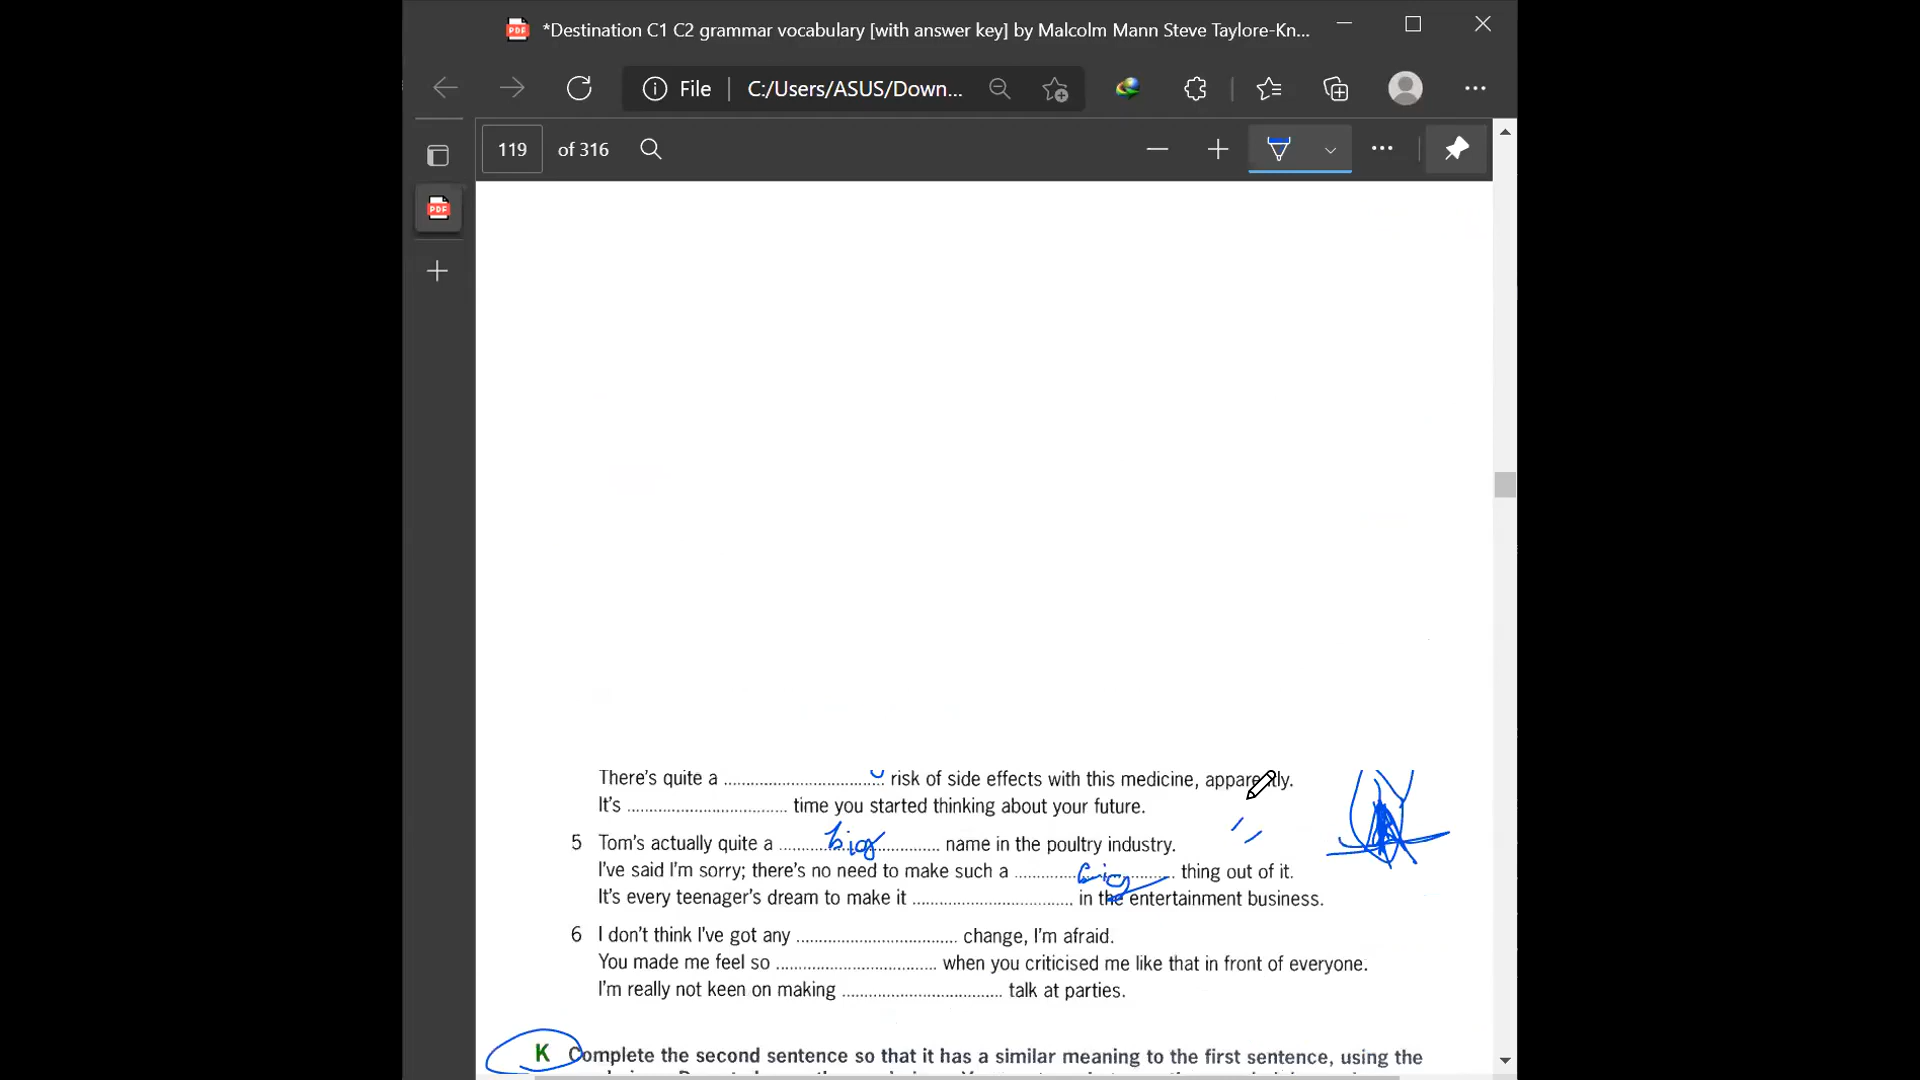 *Destination C1 C2 grammar vocabulary [with answer key] by Malcolm Mann Steve Taylore-Kn...
File C:/Users/ASUS/Down...
119 of 316
There's quite a ........................................ risk of side effects with this medicine, apparently.
It's ........................................ time you started thinking about your future.
5 Tom's actually quite a big name in the poultry industry.
I've said I'm sorry; there's no need to make such a big thing out of it.
It's every teenager's dream to make it ........................................ in the entertainment business.
6 I don't think I've got any ........................................ change, I'm afraid.
You made me feel so ........................................ when you criticised me like that in front of everyone.
I'm really not keen on making ........................................ talk at parties.
K Complete the second sentence so that it has a similar meaning to the first sentence, using the